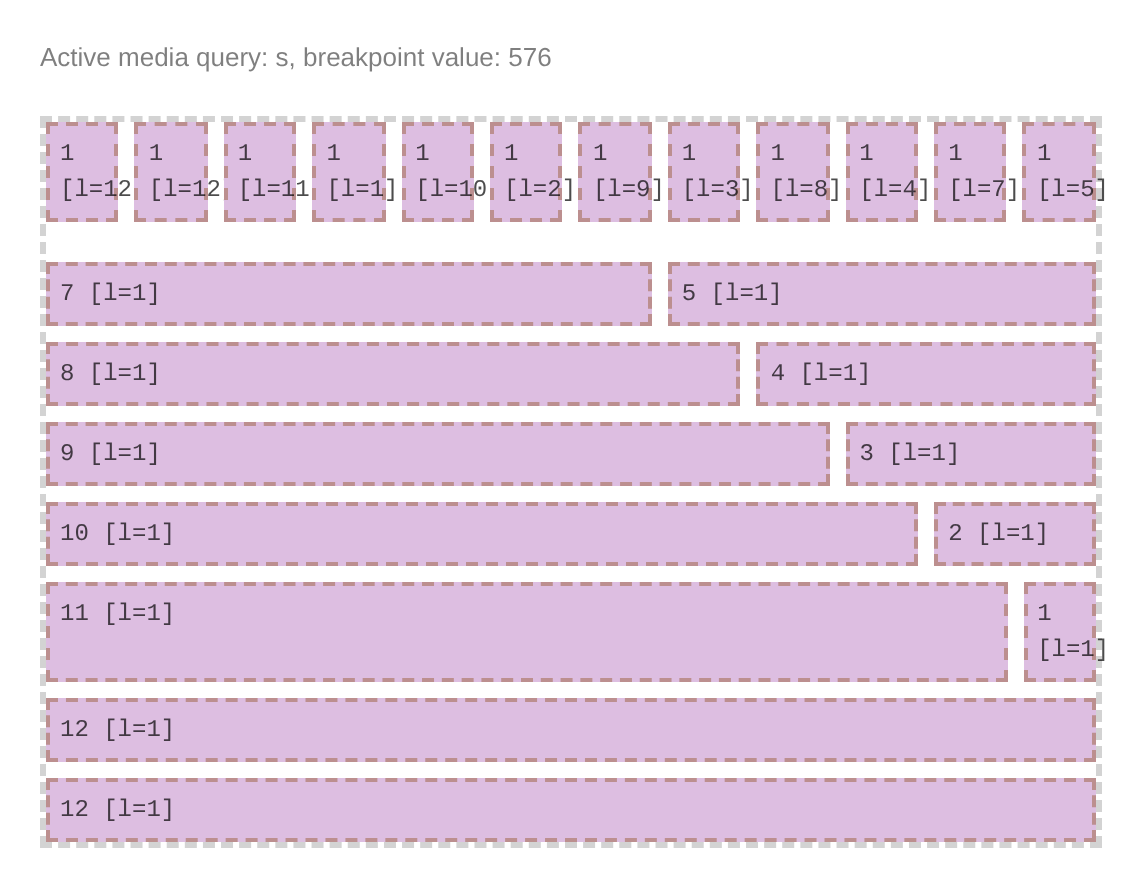 Active media query: s, breakpoint value: 576
1 1 1 1 1 1 1 1 1 1 1 1
[l=12 [l=12 [l=11 [l=1] [l=10 [l=2] [l=9] [l=3] [l=8] [l=4] [l=7] [l=5]
7 [l=1] 5 [l=1]
8 [l=1] 4 [l=1]
9 [l=1] 3 [l=1]
10 [l=1] 2 [l=1]
11 [l=1] 1
[l=1]
12 [l=1]
12 [l=1]